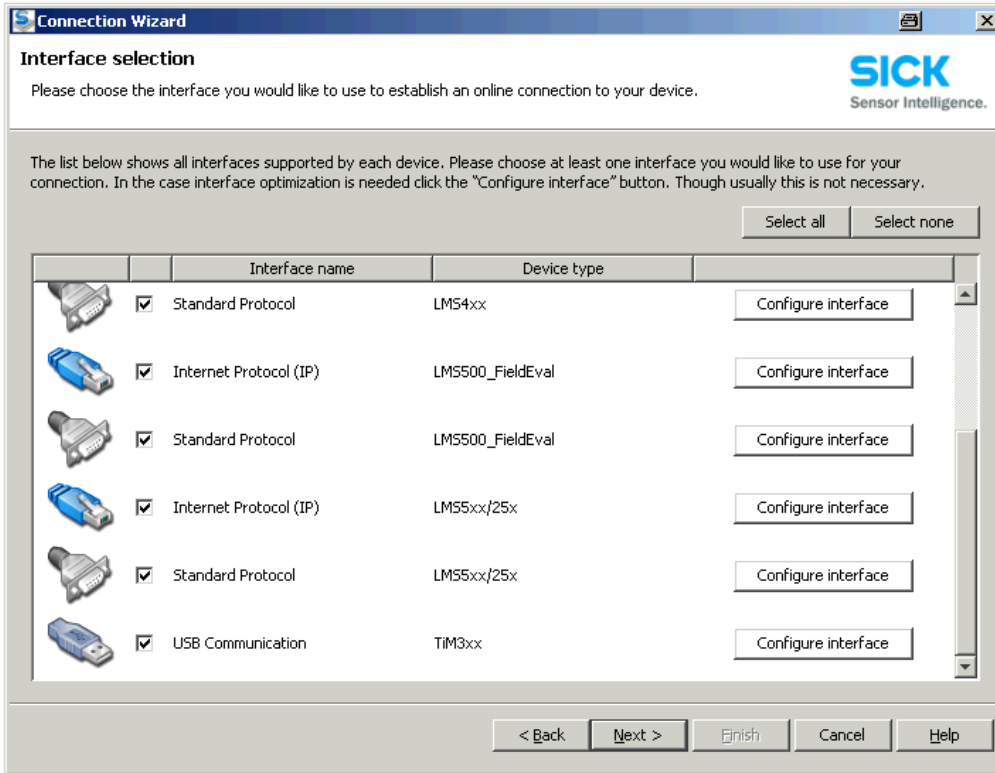 Connection Wizard
Interface selection
Please choose the interface you would like to use to establish an online connection to your device.
SICK
Sensor Intelligence.
The list below shows all interfaces supported by each device. Please choose at least one interface you would like to use for your
connection. In the case interface optimization is needed click the "Configure interface" button. Though usually this is not necessary.
Select all Select none
Interface name Device type
Standard Protocol LMS4xx Configure interface
Internet Protocol (IP) LMS500_FieldEval Configure interface
Standard Protocol LMS500_FieldEval Configure interface
Internet Protocol (IP) LMS5xx/25x Configure interface
Standard Protocol LMS5xx/25x Configure interface
USB Communication TiM3xx Configure interface
< Back Next > Finish Cancel Help